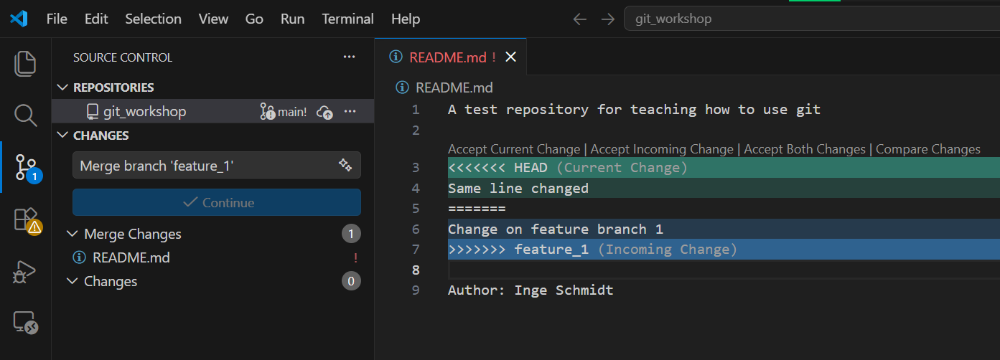 File Edit Selection View Go Run Terminal Help git_workshop
SOURCE CONTROL ...
REPOSITORIES
git_workshop main! ...
CHANGES
Merge branch 'feature_1'
Continue
Merge Changes 1
README.md !
Changes 0
1
README.md !
README.md
1 A test repository for teaching how to use git
2
Accept Current Change | Accept Incoming Change | Accept Both Changes | Compare Changes
3 <<<<<<< HEAD (Current Change)
4 Same line changed
5 =======
6 Change on feature branch 1
7 >>>>>>> feature_1 (Incoming Change)
8
9 Author: Inge Schmidt